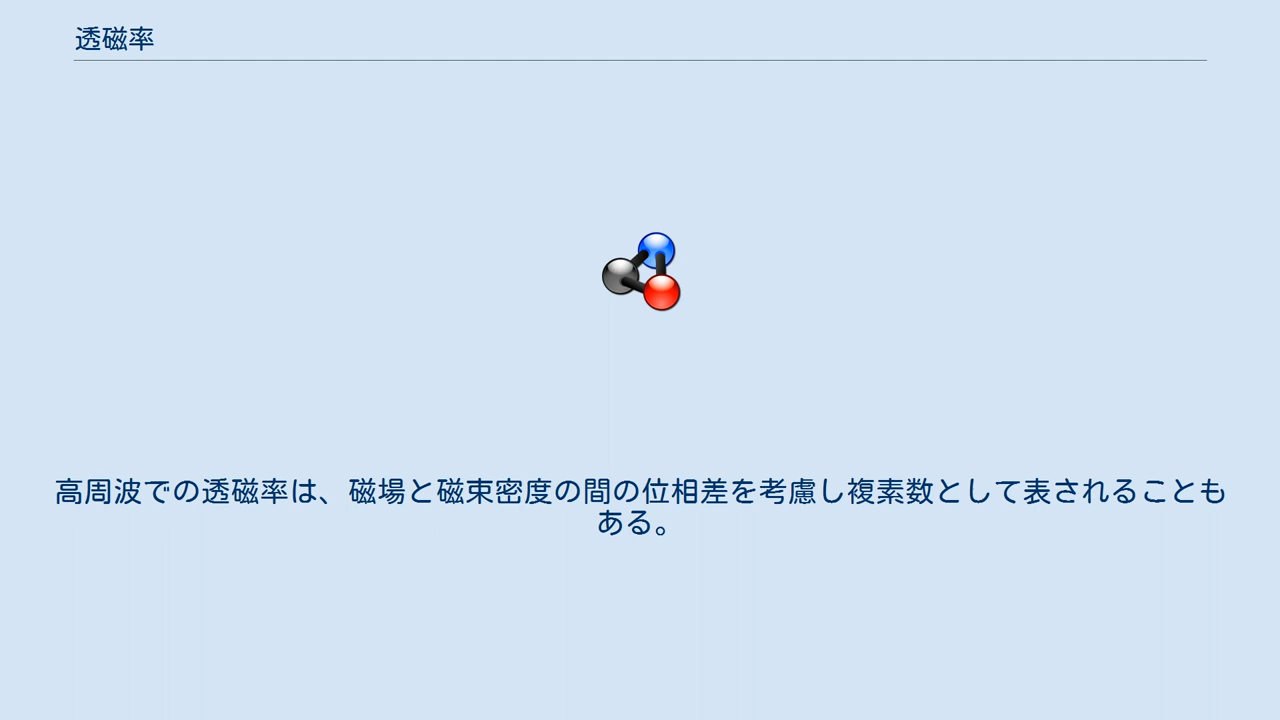 透磁率
高周波での透磁率は、磁場と磁束密度の間の位相差を考慮し複素数として表されることも
ある。